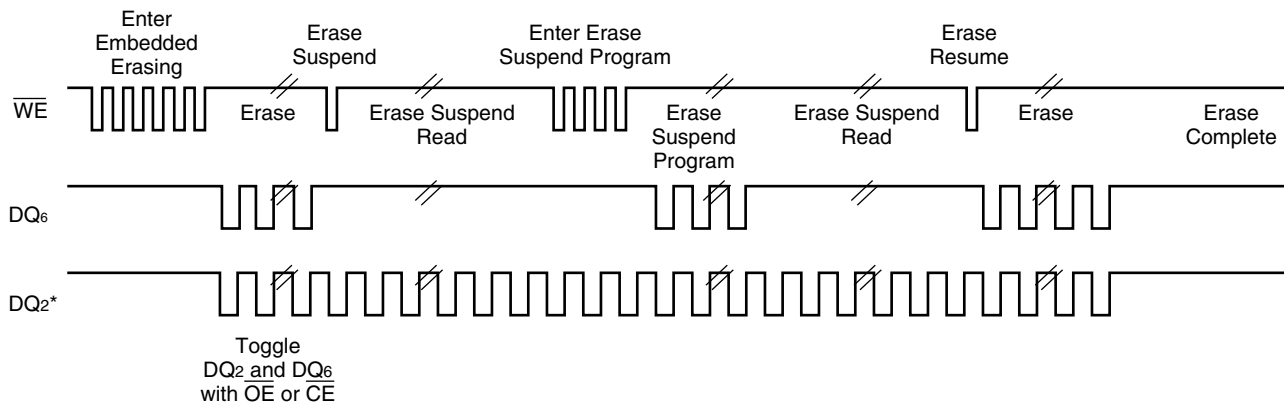 Enter
Embedded
Erasing
Erase
Suspend
Enter Erase
Suspend Program
Erase
Resume
WE
Erase
Erase Suspend
Read
Erase
Suspend
Program
Erase Suspend
Read
Erase
Erase
Complete
DQ6
DQ2*
Toggle
DQ2 and DQ6
with OE or CE